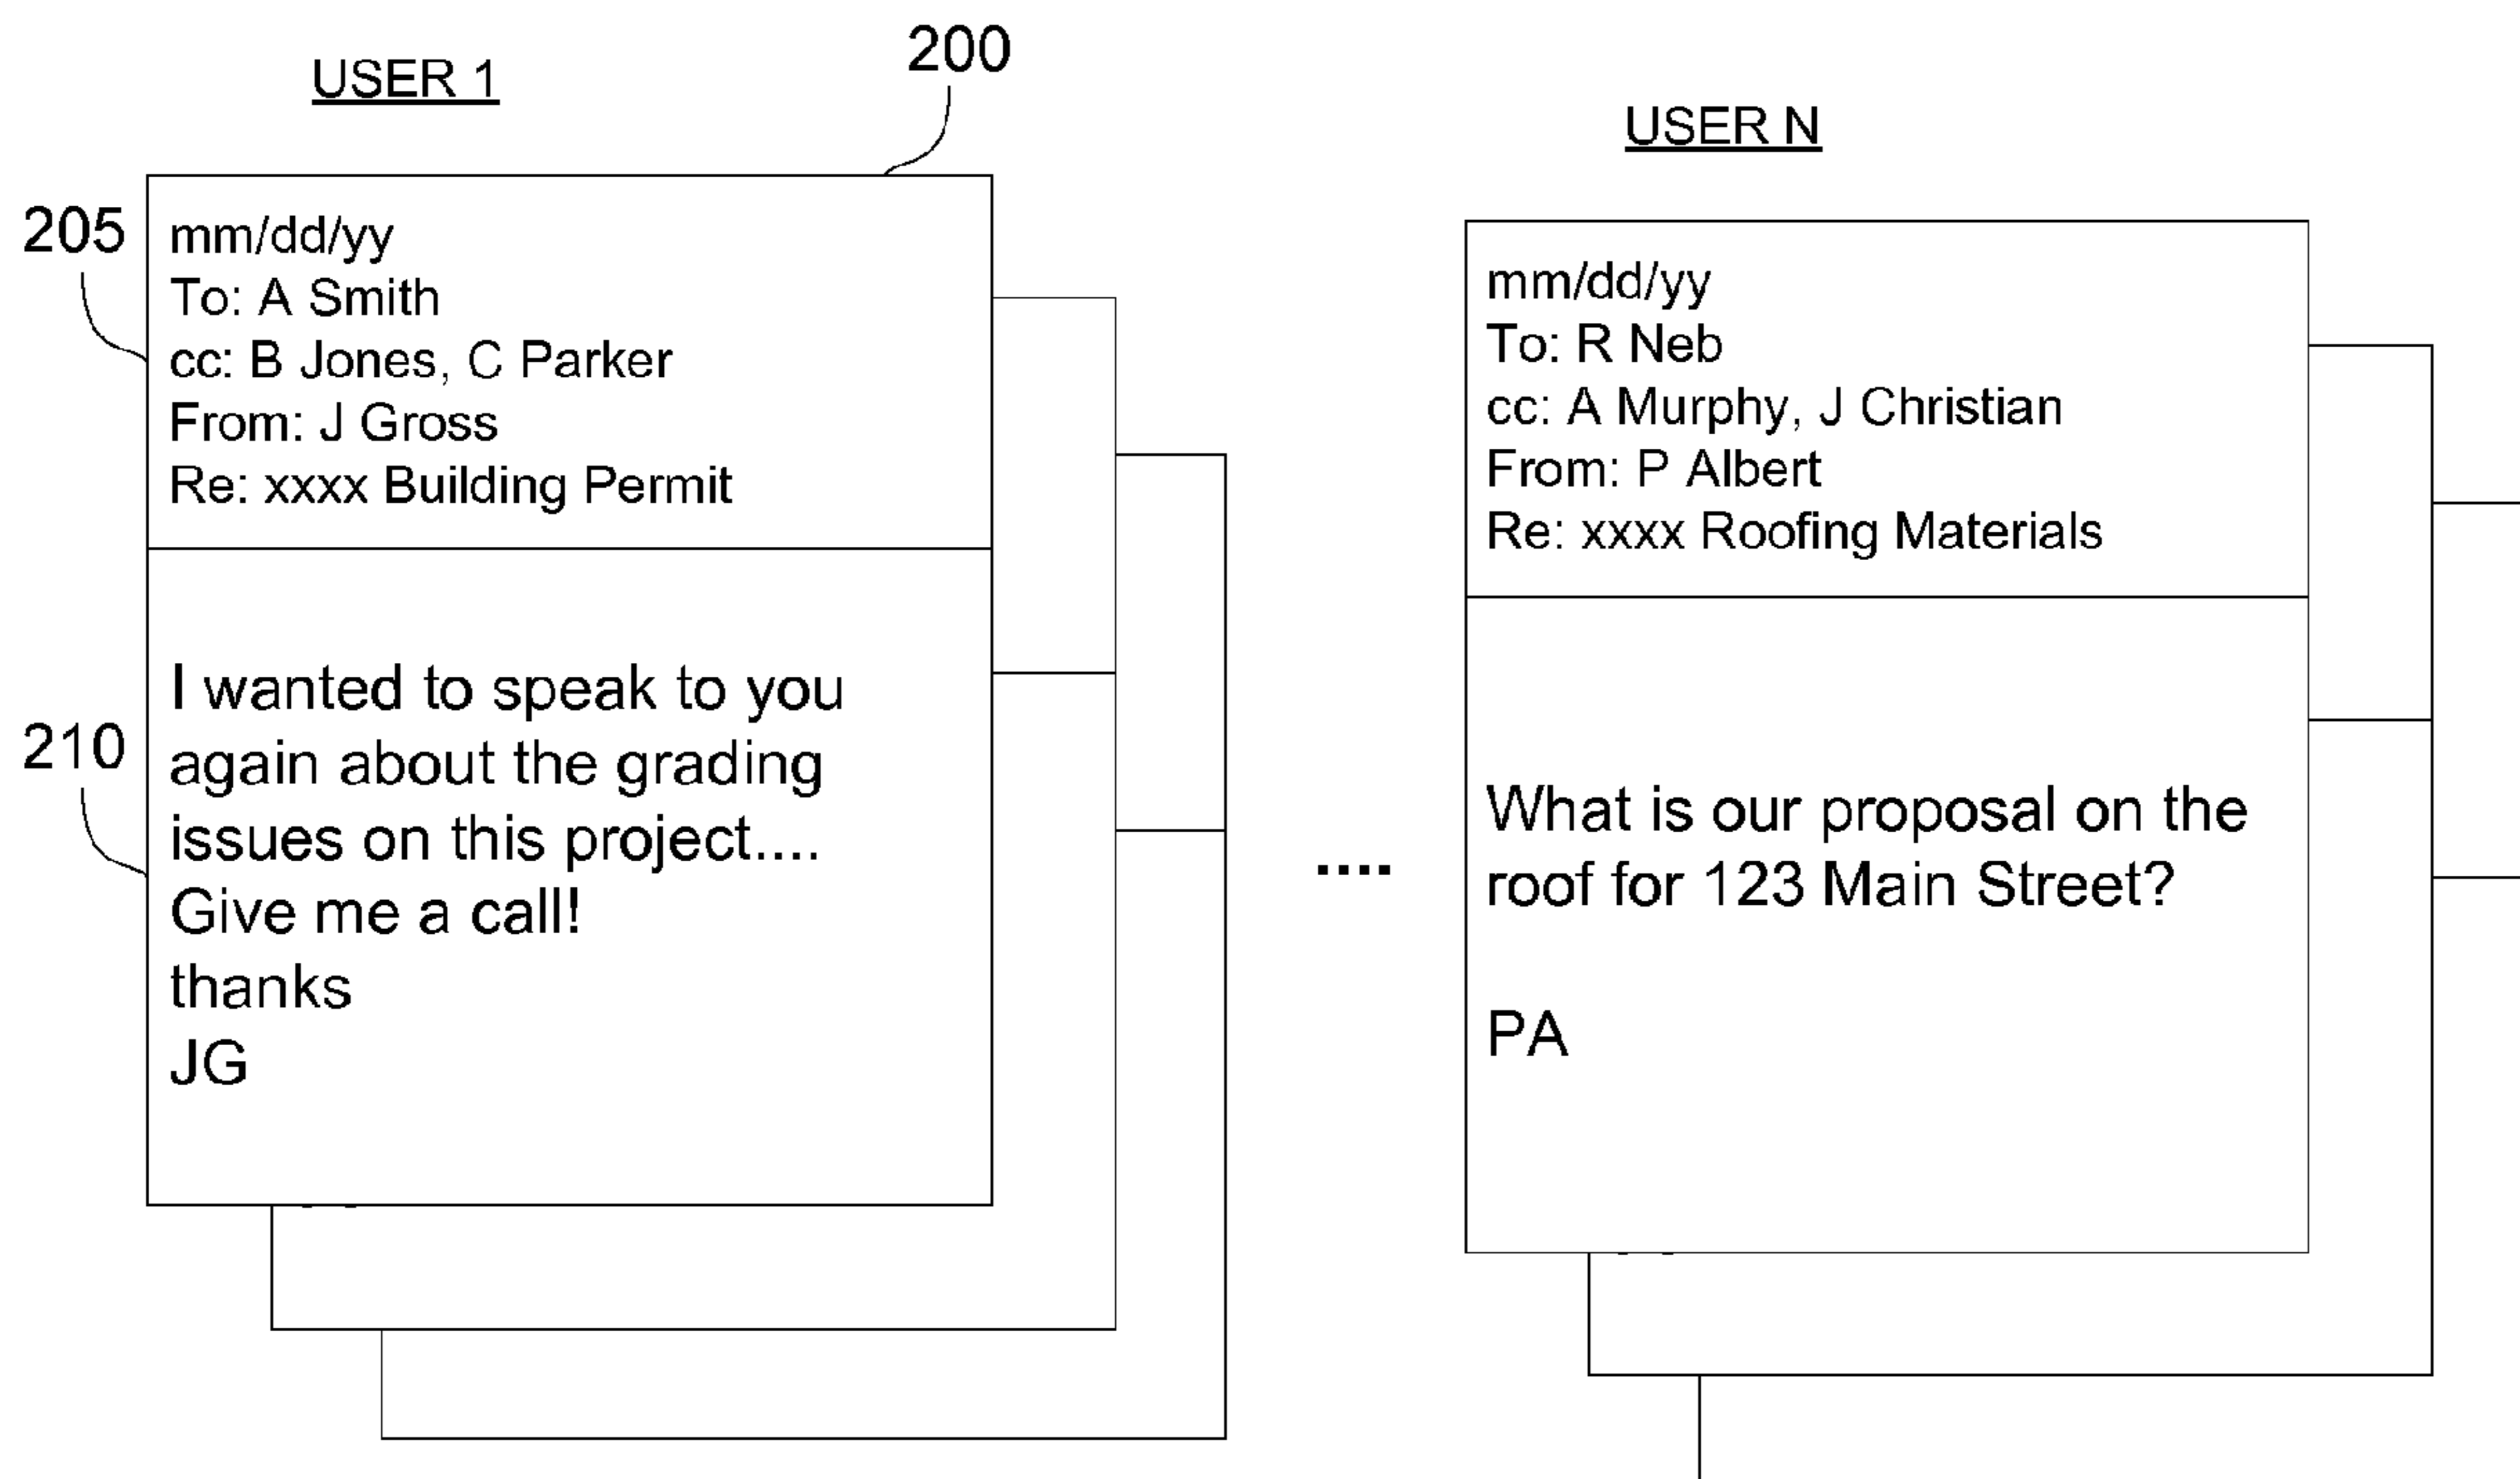 USER 1
200
205
mm/dd/yy
To: A Smith
cc: B Jones, C Parker
From: J Gross
Re: xxxx Building Permit
210
I wanted to speak to you
again about the grading
issues on this project....
Give me a call!
thanks
JG
....
USER N
mm/dd/yy
To: R Neb
cc: A Murphy, J Christian
From: P Albert
Re: xxxx Roofing Materials
What is our proposal on the
roof for 123 Main Street?
PA